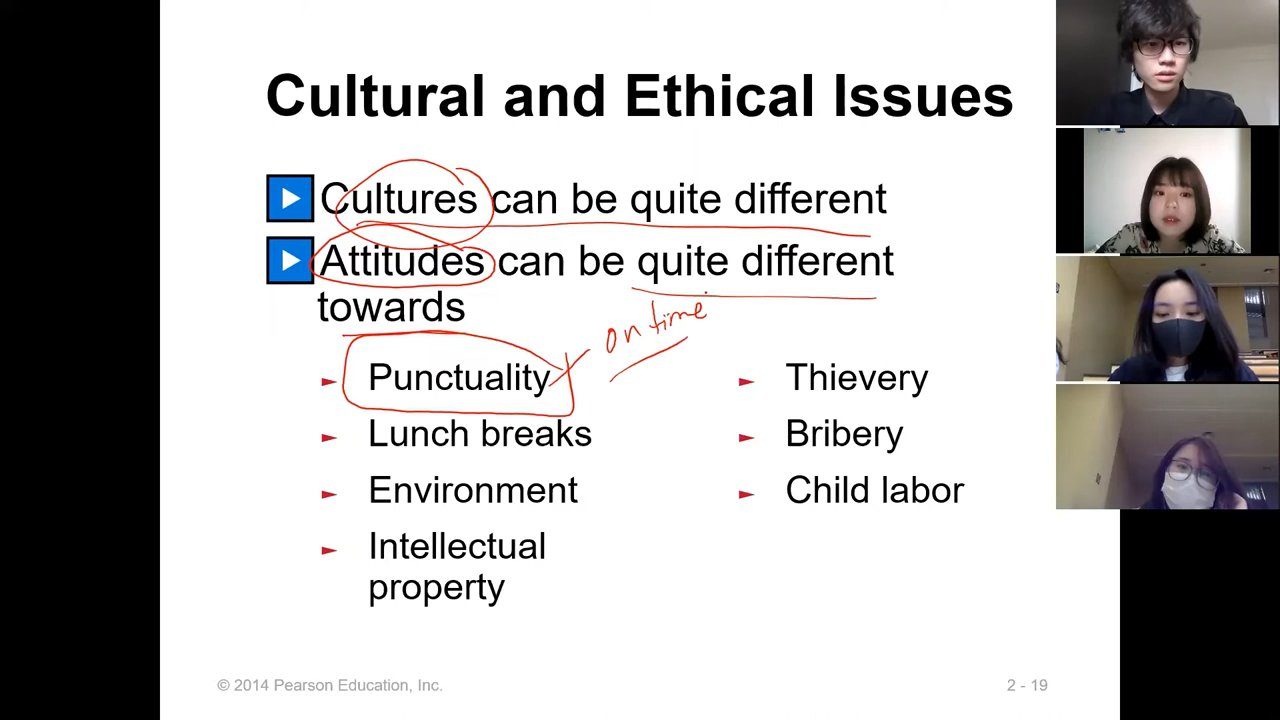 Cultural and Ethical Issues
Cultures can be quite different
Attitudes can be quite different
towards
on time
► Punctuality
► Lunch breaks
► Environment
► Intellectual
property
► Thievery
► Bribery
► Child labor
© 2014 Pearson Education, Inc.
2 - 19